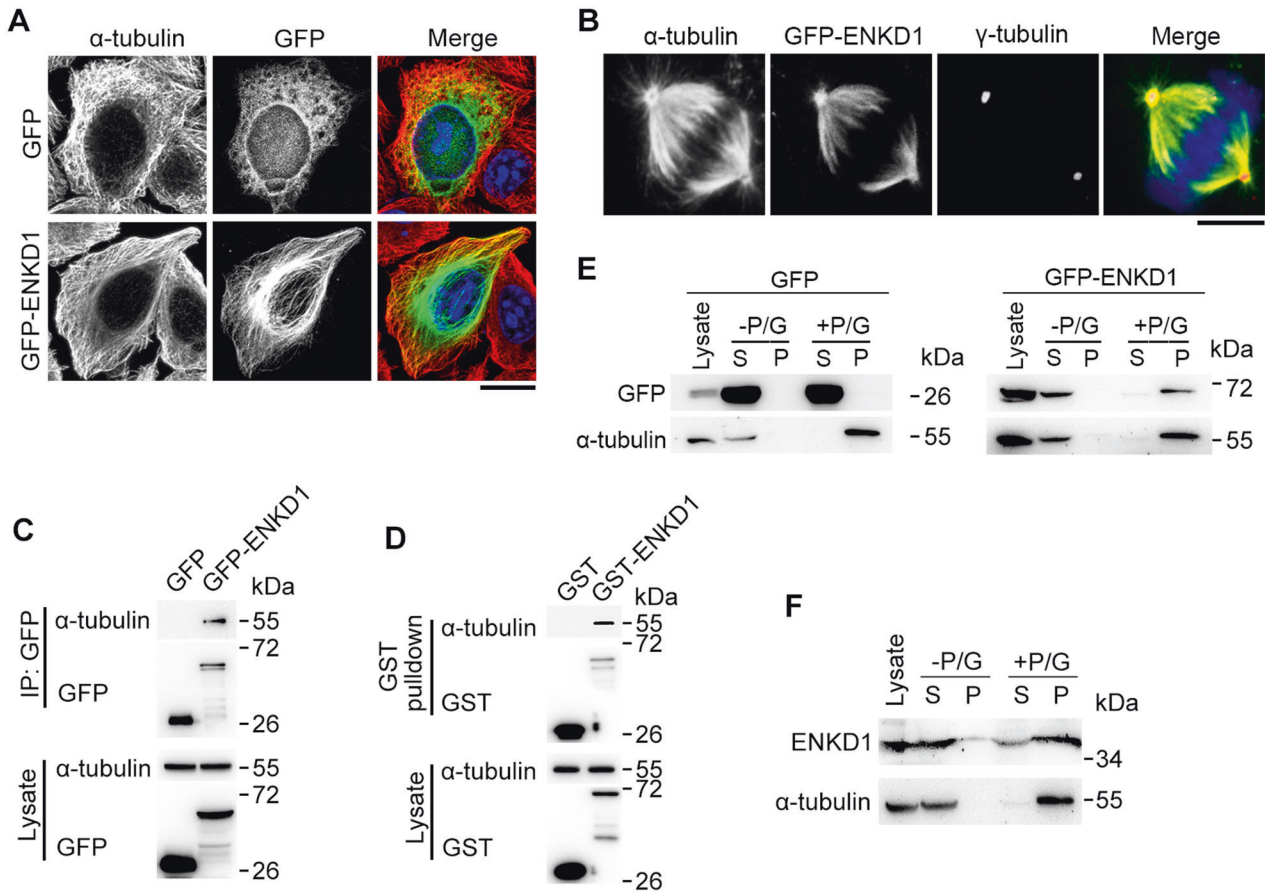 A
α-tubulin GFP Merge
GFP
GFP-ENKD1
B
α-tubulin GFP-ENKD1 γ-tubulin Merge
E
GFP GFP-ENKD1
Lysate -P/G +P/G Lysate -P/G +P/G
S P S P kDa S P S P kDa
GFP -26 -72
α-tubulin -55 -55
C
GFP GFP-ENKD1
kDa
IP: GFP
α-tubulin -55
-72
GFP
-26
Lysate
α-tubulin -55
-72
GFP
-26
D
GST GST-ENKD1
kDa
GST
pulldown
α-tubulin -55
-72
GST
-26
Lysate
α-tubulin -55
-72
GST
-26
F
Lysate -P/G +P/G
S P S P kDa
ENKD1 -34
α-tubulin -55